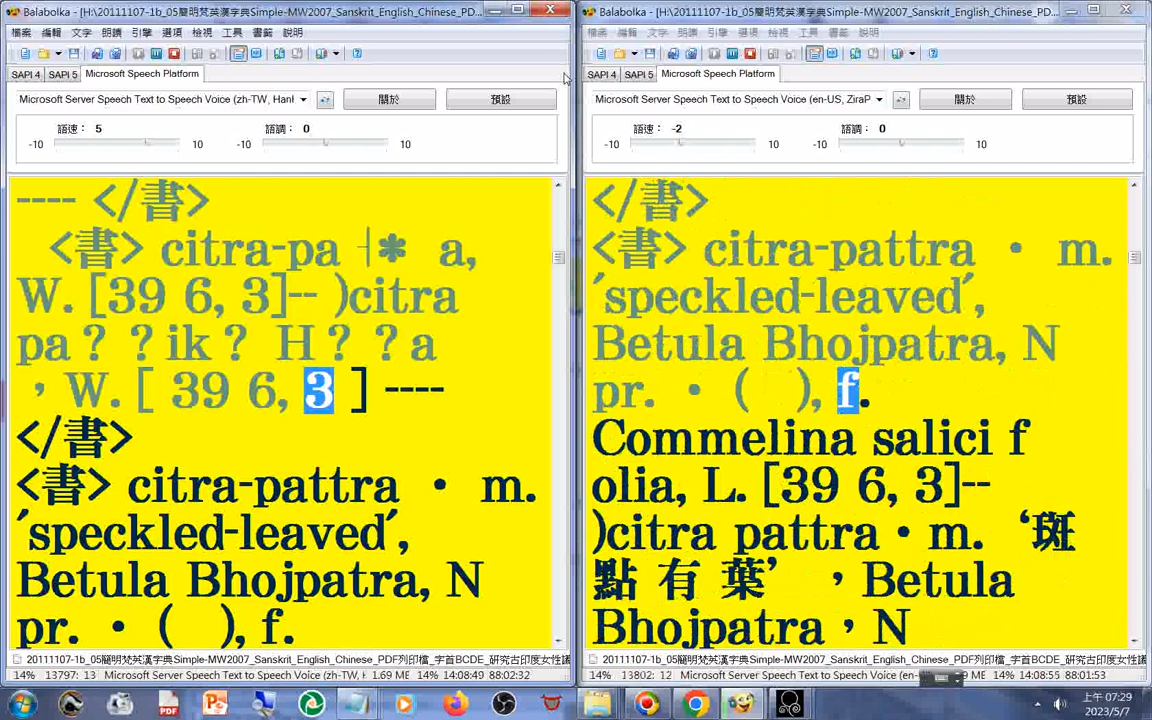 Balabolka - [H:\20111107-1b_05簡明梵英漢字典Simple-MW2007_Sanskrit_English_Chinese_PD...
檔案 編輯 文字 朗讀 引擎 選項 檢視 工具 書籤 說明
SAPI 4 SAPI 5 Microsoft Speech Platform
Microsoft Server Speech Text to Speech Voice (zh-TW, Hanl
關於 預設
語速： 5 語調： 0
-10 10 -10 10
---- </書>
<書> citra-pa ┤* a,
W. [39 6, 3]-- )citra
pa？？ik？ H？？a
，W. [ 39 6, 3 ] ----
</書>
<書> citra-pattra · m.
'speckled-leaved',
Betula Bhojpatra, N
pr. · ( ), f.
20111107-1b_05簡明梵英漢字典Simple-MW2007_Sanskrit_English_Chinese_PDF列印檔_字首BCDE_研究古印度女性議
14% 13797: 13 Microsoft Server Speech Text to Speech Voice (zh-TW, H 1.69 ME 14% 14:08:49 88:02:32
Balabolka - [H:\20111107-1b_05簡明梵英漢字典Simple-MW2007_Sanskrit_English_Chinese_PD...
檔案 編輯 文字 朗讀 引擎 選項 檢視 工具 書籤 說明
SAPI 4 SAPI 5 Microsoft Speech Platform
Microsoft Server Speech Text to Speech Voice (en-US, ZiraP
關於 預設
語速： -2 語調： 0
-10 10 -10 10
</書>
<書> citra-pattra · m.
'speckled-leaved',
Betula Bhojpatra, N
pr. · ( ), f.
Commelina salici f
olia, L. [39 6, 3]--
)citra pattra · m. ‘斑
點 有 葉’ ，Betula
Bhojpatra，N
20111107-1b_05簡明梵英漢字典Simple-MW2007_Sanskrit_English_Chinese_PDF列印檔_字首BCDE_研究古印度女性議
14% 13802: 12 Microsoft Server Speech Text to Speech Voice (en-US, ME 14% 14:08:55 88:01:53
上午 07:29
2023/5/7